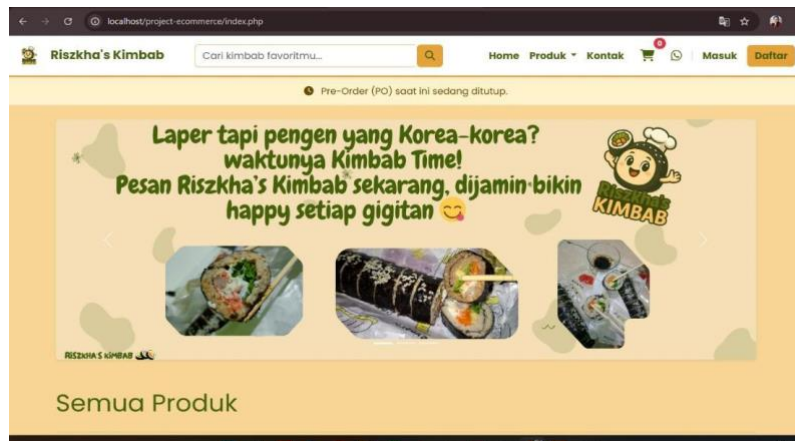 localhost/project-ecommerce/index.php
Riszkha's Kimbab
Cari kimbab favoritmu...
Home Produk Kontak 0 Masuk Daftar
Pre-Order (PO) saat ini sedang ditutup.
Laper tapi pengen yang Korea-korea?
waktunya Kimbab Time!
Pesan Riszkha's Kimbab sekarang, dijamin bikin
happy setiap gigitan 😋
Riszkha's
KIMBAB
RISZKHA'S KIMBAB
Semua Produk